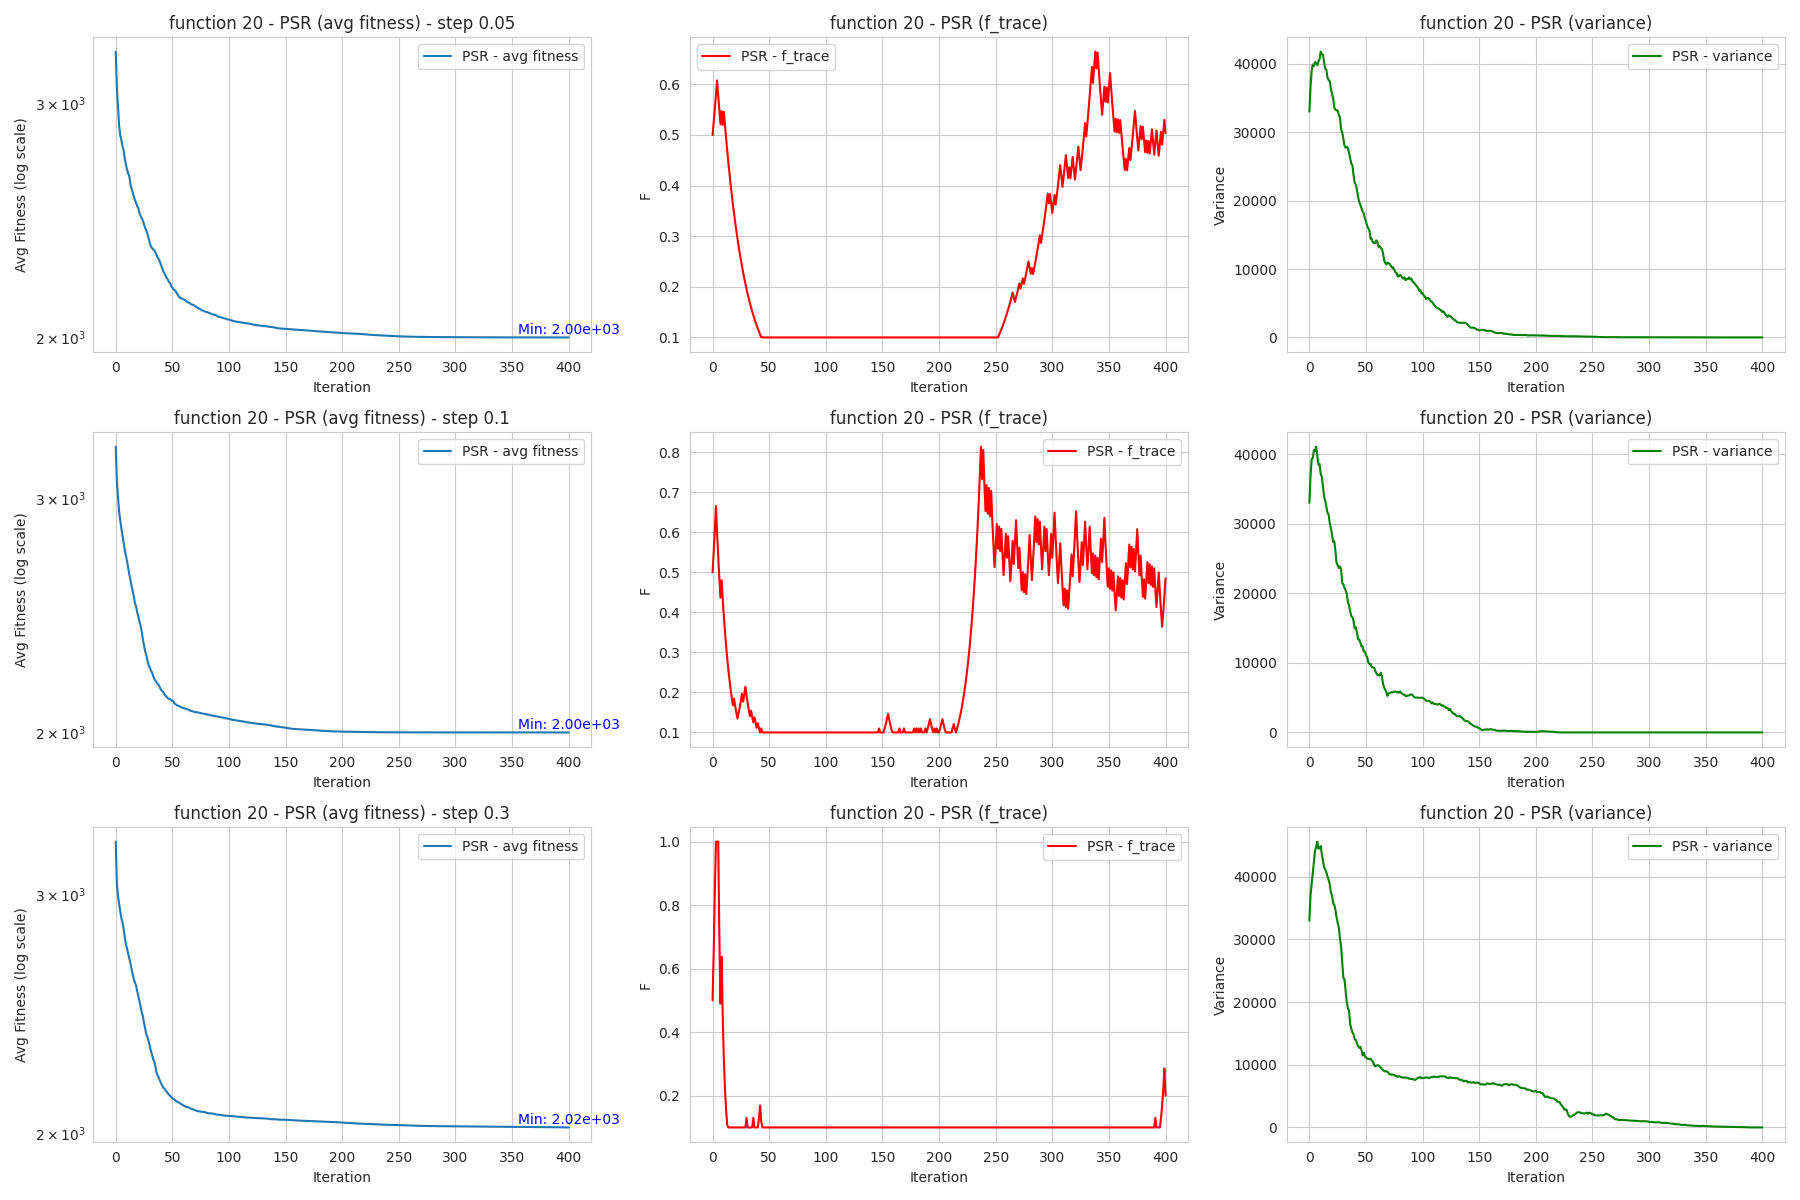 function 20 - PSR (avg fitness) - step 0.05
PSR - avg fitness
Avg Fitness (log scale)
3 × 10³
2 × 10³
Min: 2.00e+03
0 50 100 150 200 250 300 350 400
Iteration
function 20 - PSR (f_trace)
PSR - f_trace
F
0.6
0.5
0.4
0.3
0.2
0.1
0 50 100 150 200 250 300 350 400
Iteration
function 20 - PSR (variance)
PSR - variance
Variance
40000
30000
20000
10000
0
0 50 100 150 200 250 300 350 400
Iteration
function 20 - PSR (avg fitness) - step 0.1
PSR - avg fitness
Avg Fitness (log scale)
3 × 10³
2 × 10³
Min: 2.00e+03
0 50 100 150 200 250 300 350 400
Iteration
function 20 - PSR (f_trace)
PSR - f_trace
F
0.8
0.7
0.6
0.5
0.4
0.3
0.2
0.1
0 50 100 150 200 250 300 350 400
Iteration
function 20 - PSR (variance)
PSR - variance
Variance
40000
30000
20000
10000
0
0 50 100 150 200 250 300 350 400
Iteration
function 20 - PSR (avg fitness) - step 0.3
PSR - avg fitness
Avg Fitness (log scale)
3 × 10³
2 × 10³
Min: 2.02e+03
0 50 100 150 200 250 300 350 400
Iteration
function 20 - PSR (f_trace)
PSR - f_trace
F
1.0
0.8
0.6
0.4
0.2
0 50 100 150 200 250 300 350 400
Iteration
function 20 - PSR (variance)
PSR - variance
Variance
40000
30000
20000
10000
0
0 50 100 150 200 250 300 350 400
Iteration